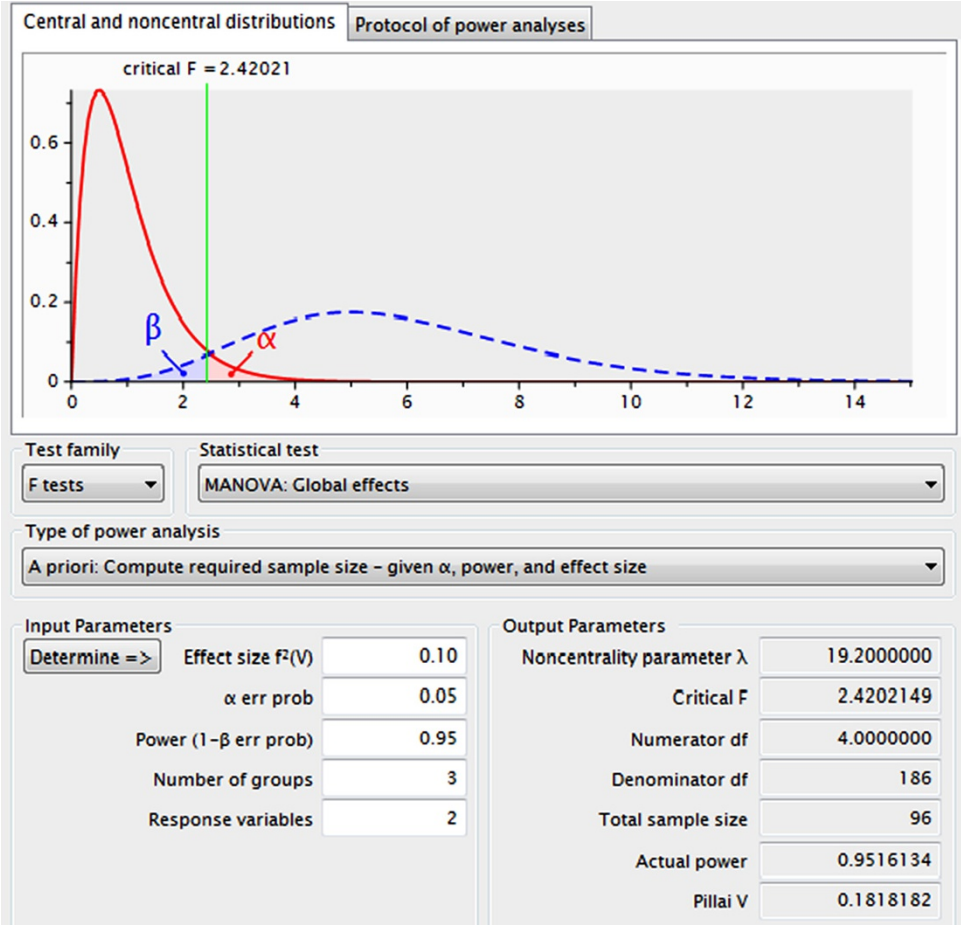 Central and noncentral distributions
Protocol of power analyses
critical F = 2.42021
0.6
0.4
0.2
0
β
α
0 2 4 6 8 10 12 14
Test family
Statistical test
F tests
MANOVA: Global effects
Type of power analysis
A priori: Compute required sample size – given α, power, and effect size
Input Parameters
Output Parameters
Determine =>
Effect size f²(V) 0.10
Noncentrality parameter λ 19.2000000
α err prob 0.05
Critical F 2.4202149
Power (1-β err prob) 0.95
Numerator df 4.0000000
Number of groups 3
Denominator df 186
Response variables 2
Total sample size 96
Actual power 0.9516134
Pillai V 0.1818182